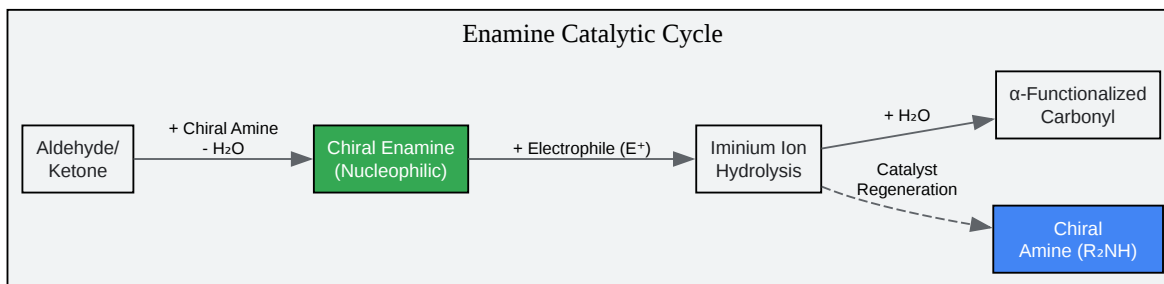 Enamine Catalytic Cycle
Aldehyde/
Ketone
+ Chiral Amine
- H₂O
Chiral Enamine
(Nucleophilic)
+ Electrophile (E⁺)
Iminium Ion
Hydrolysis
+ H₂O
α-Functionalized
Carbonyl
Catalyst
Regeneration
Chiral
Amine (R₂NH)